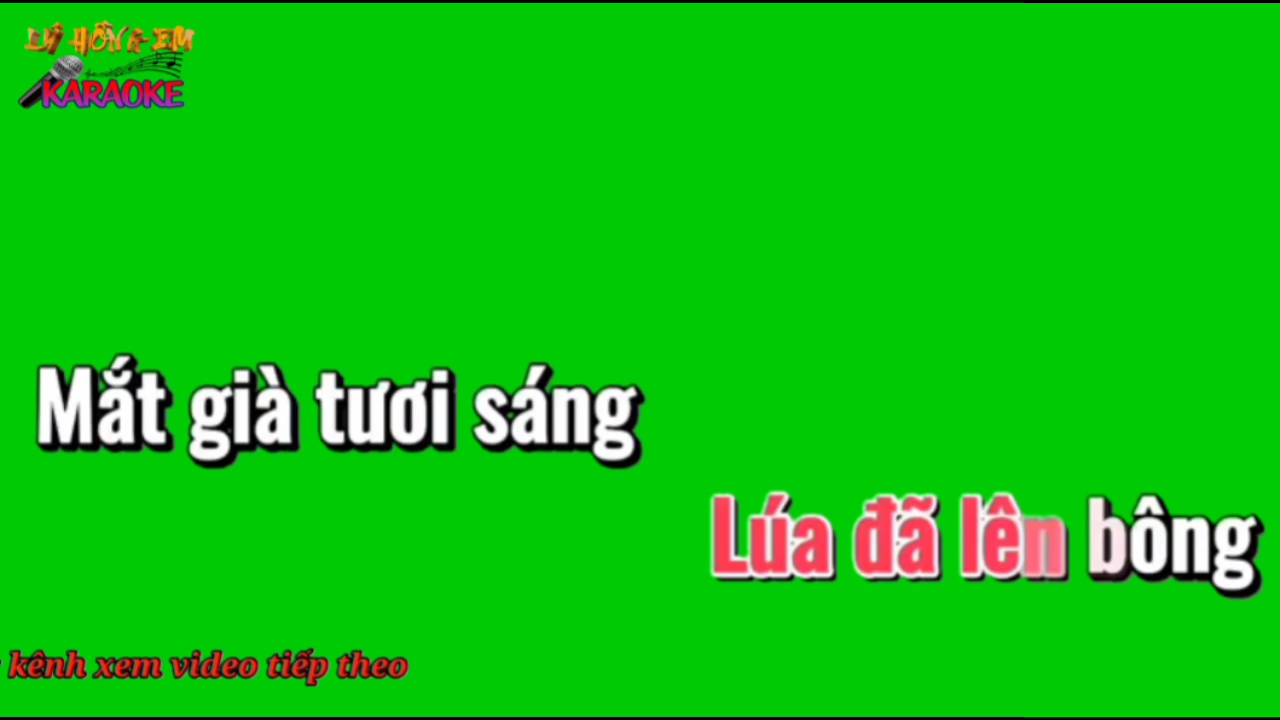 LÝ HỒNG EM
KARAOKE
Mắt già tươi sáng
Lúa đã lên bông
kênh xem video tiếp theo